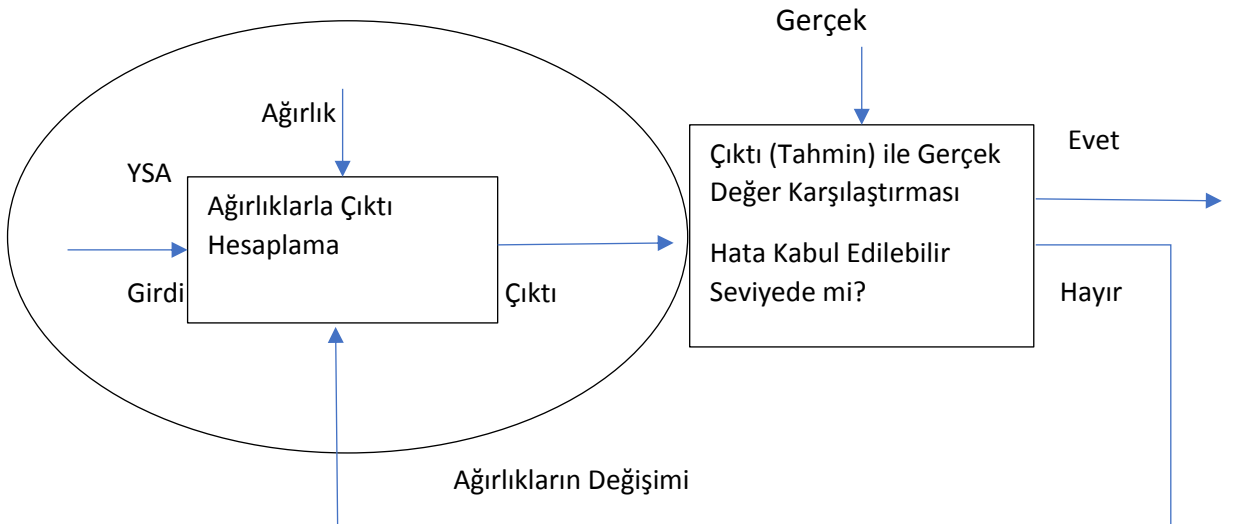 Gerçek
Ağırlık
YSA
Ağırlıklarla Çıktı
Hesaplama
Girdi
Çıktı
Çıktı (Tahmin) ile Gerçek
Değer Karşılaştırması
Hata Kabul Edilebilir
Seviyede mi?
Evet
Hayır
Ağırlıkların Değişimi